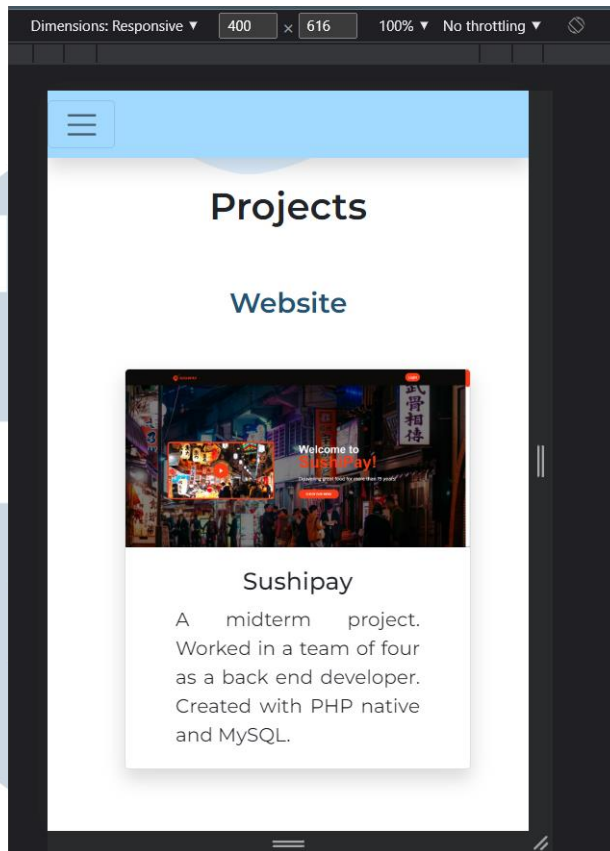 Dimensions: Responsive ▼ 400 × 616 100% ▼ No throttling ▼
Projects
Website
Welcome to
SushiPay!
Sushipay
A midterm project.
Worked in a team of four
as a back end developer.
Created with PHP native
and MySQL.